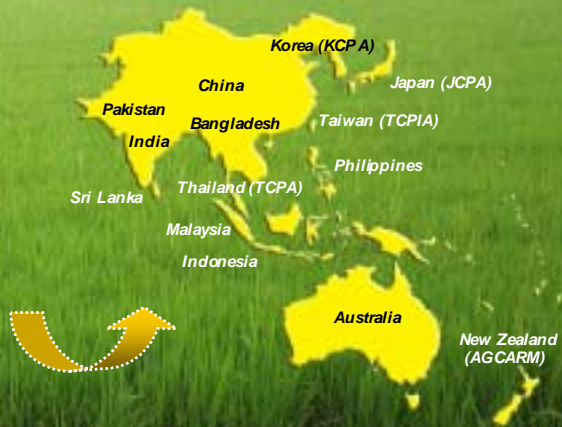 Korea (KCPA)
China
Japan (JCPA)
Pakistan
Bangladesh
Taiwan (TCPIA)
India
Philippines
Thailand (TCPA)
Sri Lanka
Malaysia
Indonesia
Australia
New Zealand
(AGCARM)